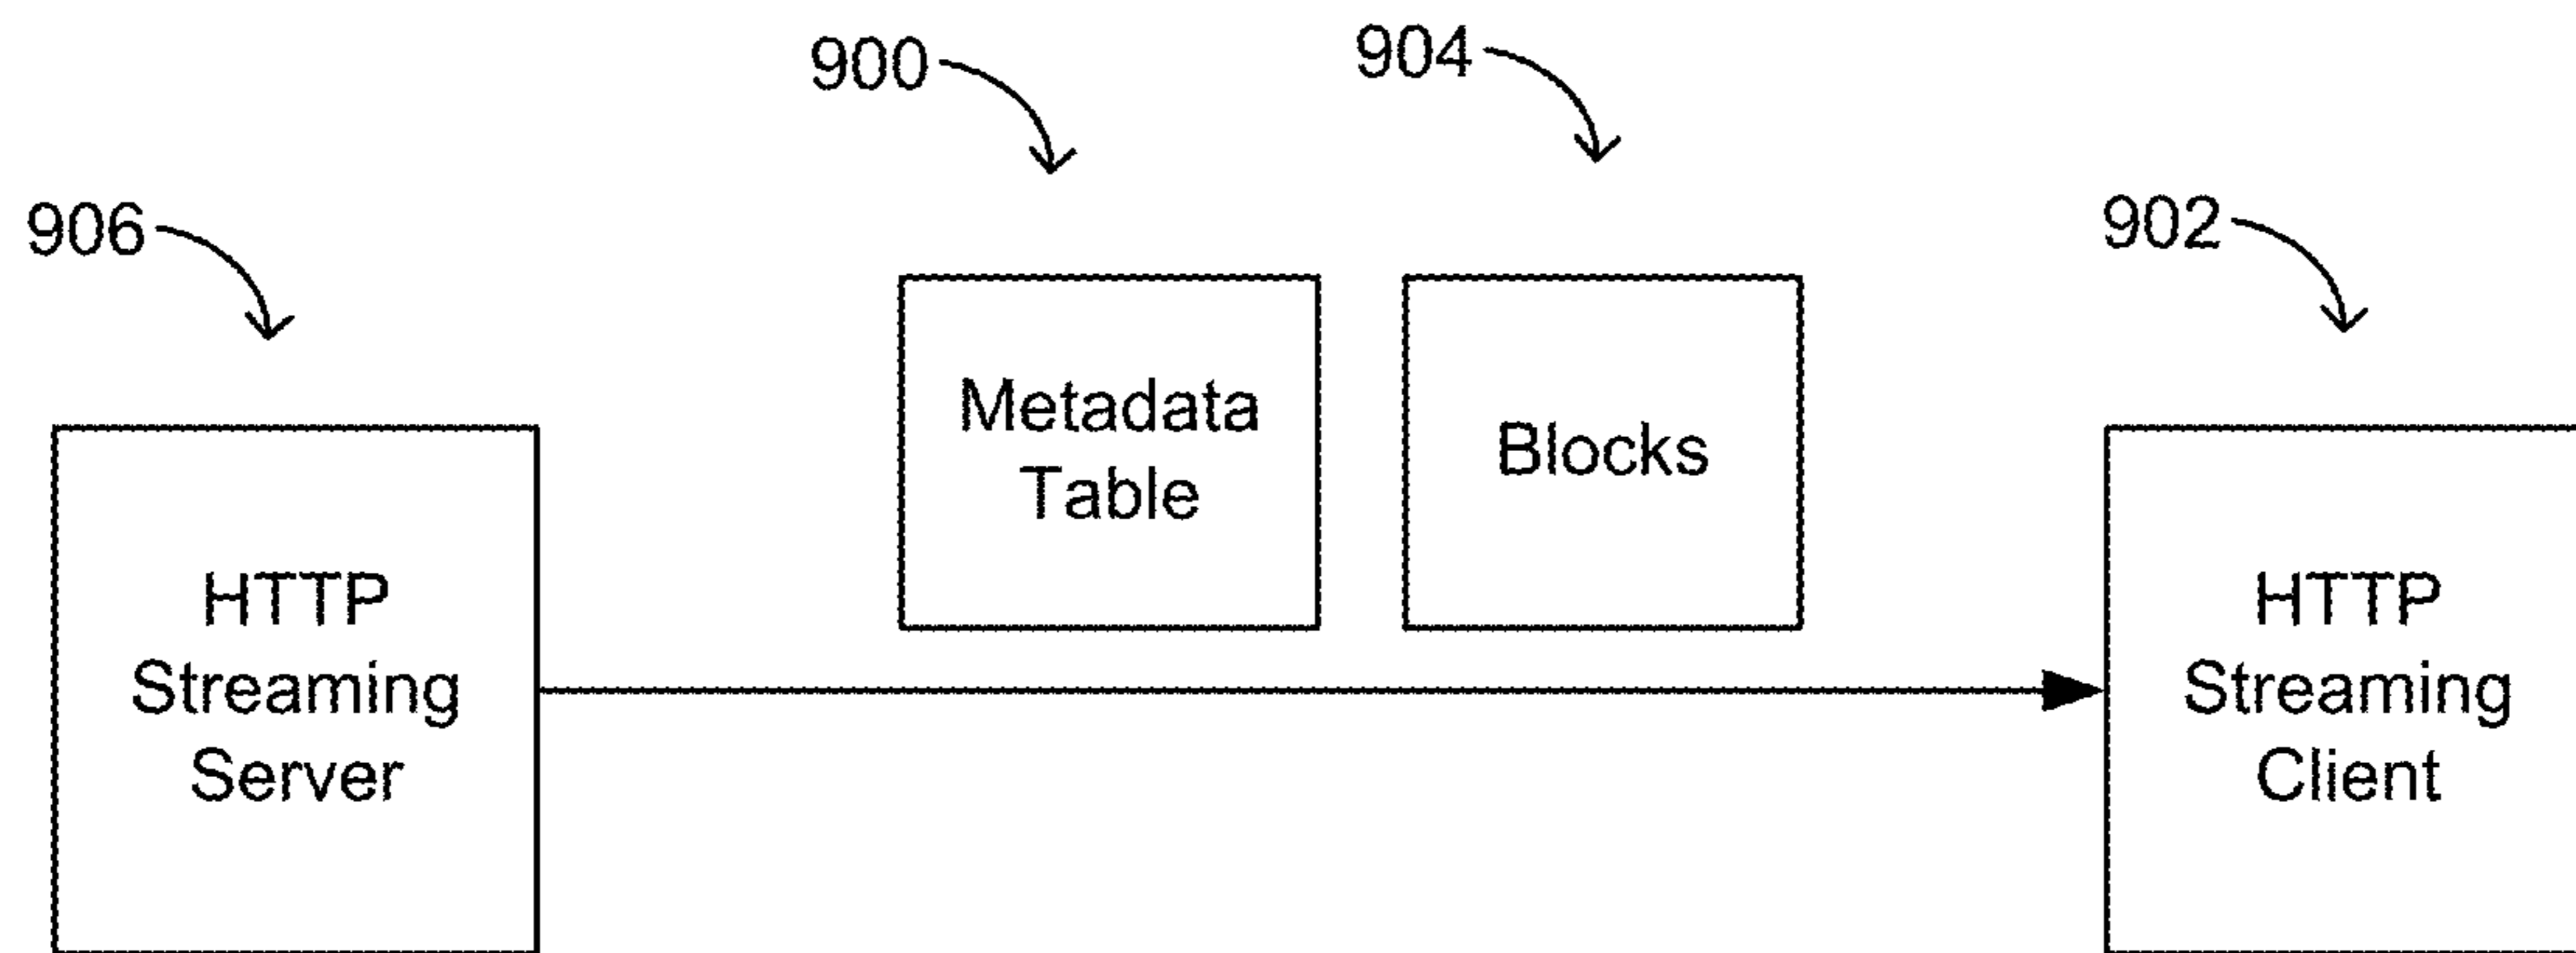 900
904
906
902
Metadata
Table
Blocks
HTTP
Streaming
Server
HTTP
Streaming
Client